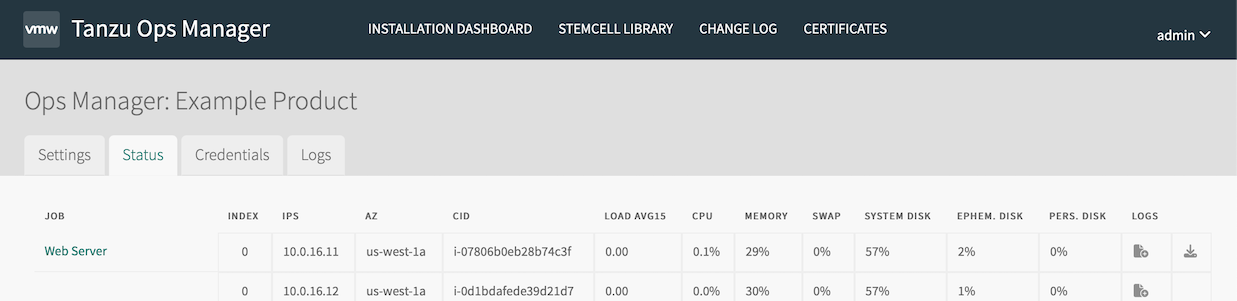 vmw Tanzu Ops Manager INSTALLATION DASHBOARD STEMCELL LIBRARY CHANGE LOG CERTIFICATES admin
Ops Manager: Example Product
Settings Status Credentials Logs
JOB INDEX IPS AZ CID LOAD AVG15 CPU MEMORY SWAP SYSTEM DISK EPHEM. DISK PERS. DISK LOGS
Web Server 0 10.0.16.11 us-west-1a i-07806b0eb28b74c3f 0.00 0.1% 29% 0% 57% 2% 0%
0 10.0.16.12 us-west-1a i-0d1bdafede39d21d7 0.00 0.0% 30% 0% 57% 1% 0%